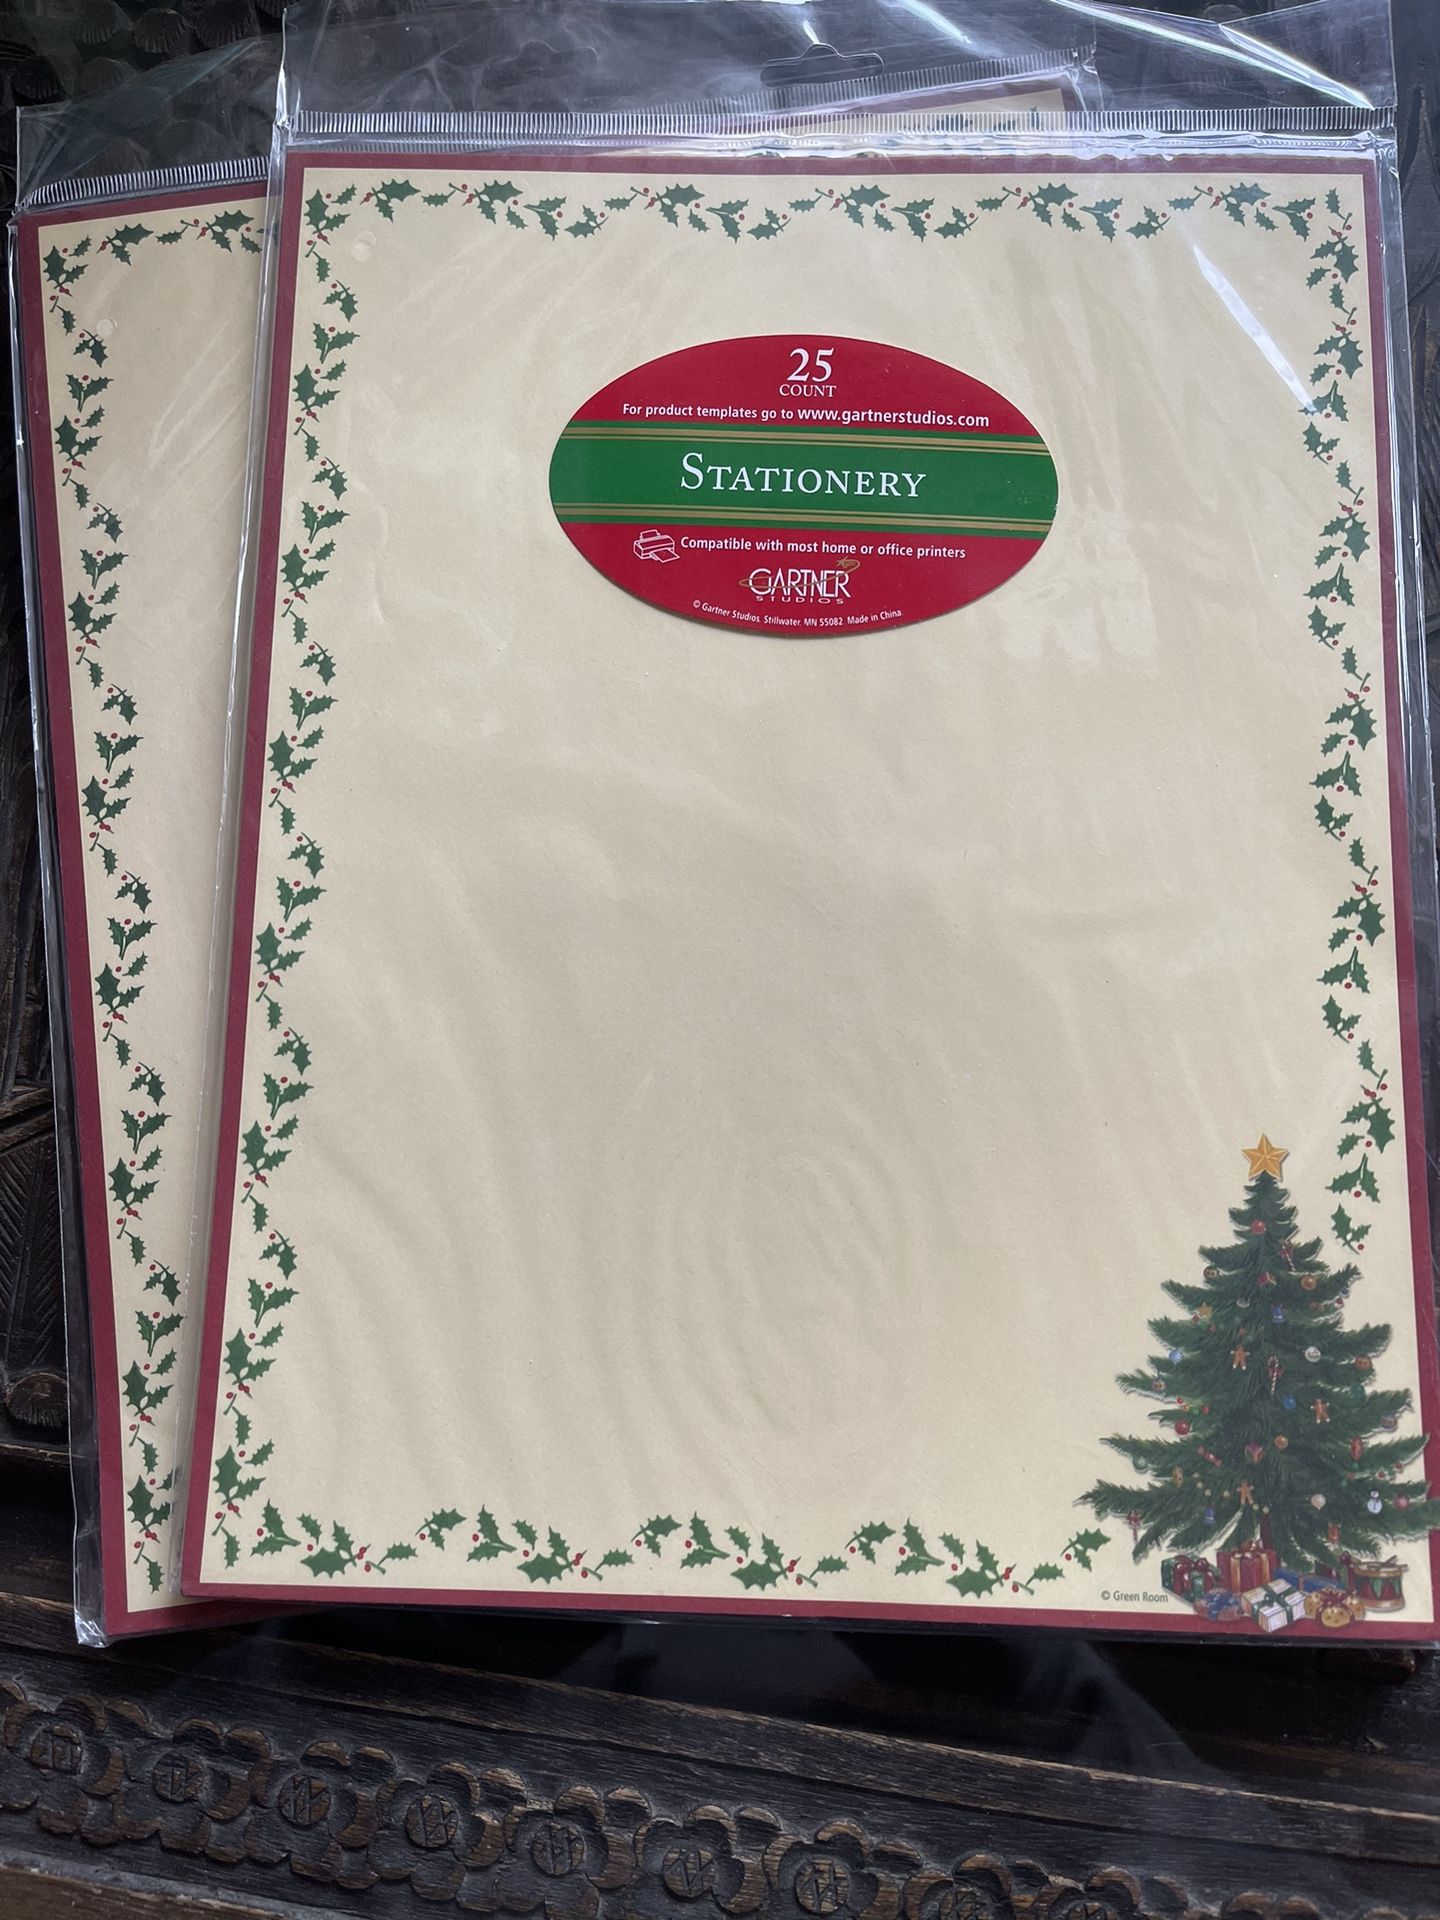 25
COUNT
For product templates go to www.gartnerstudios.com
STATIONERY
Compatible with most home or office printers
GARTNER
STUDIOS
© Gartner Studios, Stillwater, MN 55082 Made in China
© Green Room